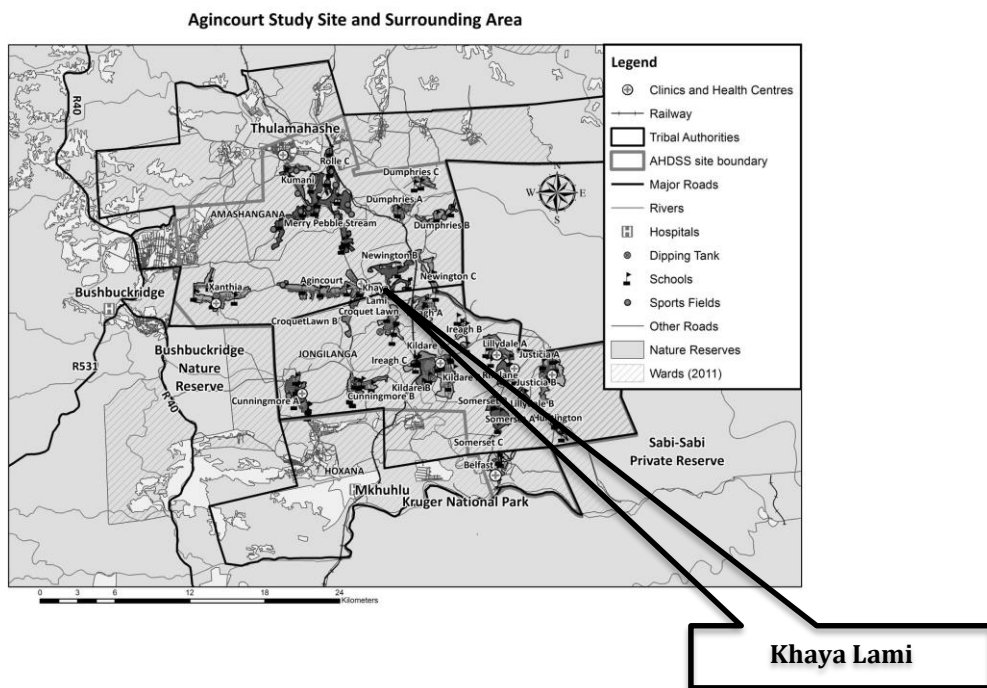 Agincourt Study Site and Surrounding Area
Legend
Clinics and Health Centres
Railway
Tribal Authorities
AHDSS site boundary
Major Roads
Rivers
Hospitals
Dipping Tank
Schools
Sports Fields
Other Roads
Nature Reserves
Wards (2011)
R40
Thulamahashe
Rolle C
Kumani
Dumphries C
N
W E
S
Dumphries A
AMASHANGANA
Merry Pebble Stream
Dumphries B
Newington B
Newington C
Xanthia
Agincourt
Khaya
Lami
Bushbuckridge
CroquetLawn B
Croquet Lawn
Ireagh B
Bushbuckridge
Nature
Reserve
JONGILANGA
Kildare
Lillydale A
Justicia A
R531
Ireagh C
Kildare B
Justicia B
R 40
Cunningmore A
Cunningmore B
Lillydale B
Somerset A
Somerset C
Sabi-Sabi
Private Reserve
HOXANA
Belfast
Mkhuhlu
Kruger National Park
0 3 6 12 18 24
Kilometers
Khaya Lami